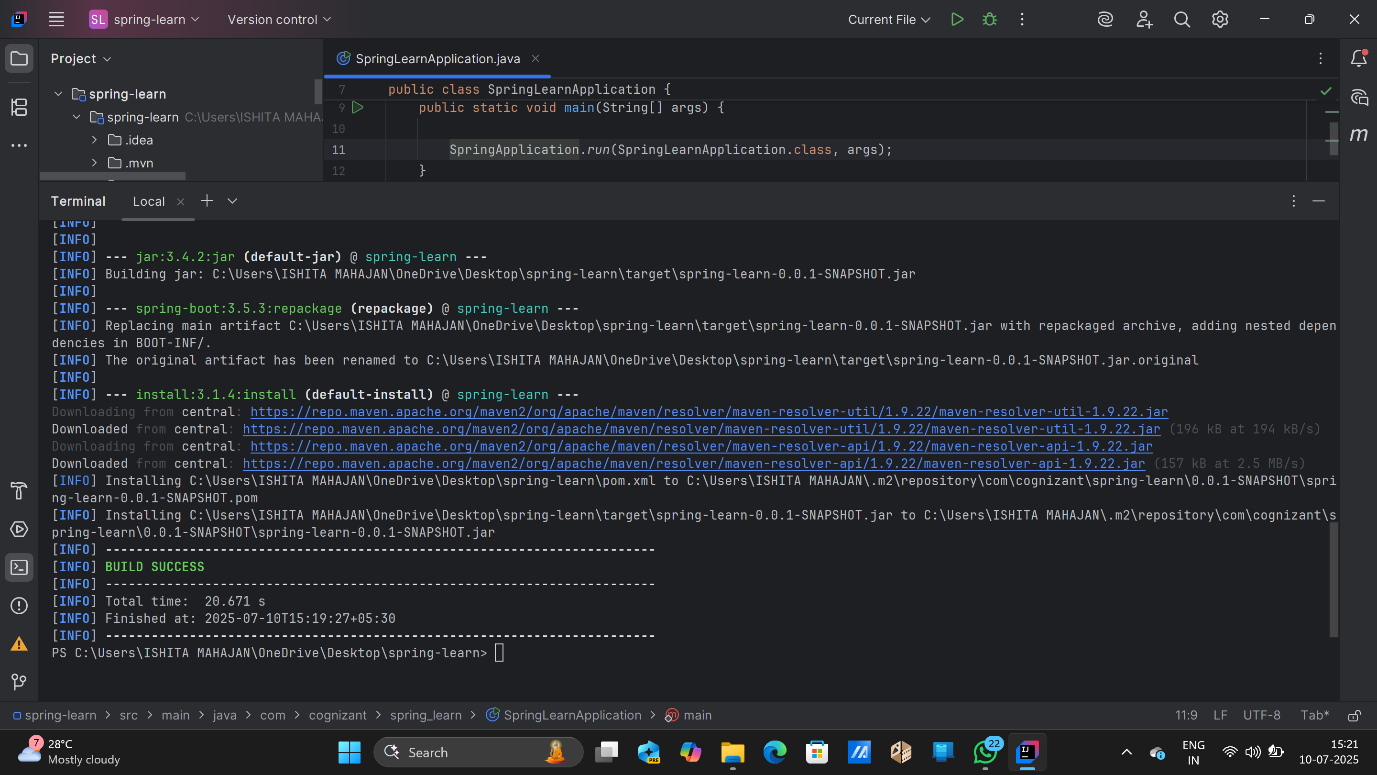 SL spring-learn Version control Current File
Project
SpringLearnApplication.java
spring-learn
spring-learn C:\Users\ISHITA MAHAJ
.idea
.mvn
7 public class SpringLearnApplication {
9 public static void main(String[] args) {
10
11 SpringApplication.run(SpringLearnApplication.class, args);
12 }
m
Terminal Local
[INFO]
[INFO]
[INFO] --- jar:3.4.2:jar (default-jar) @ spring-learn ---
[INFO] Building jar: C:\Users\ISHITA MAHAJAN\OneDrive\Desktop\spring-learn\target\spring-learn-0.0.1-SNAPSHOT.jar
[INFO]
[INFO] --- spring-boot:3.5.3:repackage (repackage) @ spring-learn ---
[INFO] Replacing main artifact C:\Users\ISHITA MAHAJAN\OneDrive\Desktop\spring-learn\target\spring-learn-0.0.1-SNAPSHOT.jar with repackaged archive, adding nested depen
dencies in BOOT-INF/.
[INFO] The original artifact has been renamed to C:\Users\ISHITA MAHAJAN\OneDrive\Desktop\spring-learn\target\spring-learn-0.0.1-SNAPSHOT.jar.original
[INFO]
[INFO] --- install:3.1.4:install (default-install) @ spring-learn ---
Downloading from central: https://repo.maven.apache.org/maven2/org/apache/maven/resolver/maven-resolver-util/1.9.22/maven-resolver-util-1.9.22.jar
Downloaded from central: https://repo.maven.apache.org/maven2/org/apache/maven/resolver/maven-resolver-util/1.9.22/maven-resolver-util-1.9.22.jar (196 kB at 194 kB/s)
Downloading from central: https://repo.maven.apache.org/maven2/org/apache/maven/resolver/maven-resolver-api/1.9.22/maven-resolver-api-1.9.22.jar
Downloaded from central: https://repo.maven.apache.org/maven2/org/apache/maven/resolver/maven-resolver-api/1.9.22/maven-resolver-api-1.9.22.jar (157 kB at 2.5 MB/s)
[INFO] Installing C:\Users\ISHITA MAHAJAN\OneDrive\Desktop\spring-learn\pom.xml to C:\Users\ISHITA MAHAJAN\.m2\repository\com\cognizant\spring-learn\0.0.1-SNAPSHOT\spri
ng-learn-0.0.1-SNAPSHOT.pom
[INFO] Installing C:\Users\ISHITA MAHAJAN\OneDrive\Desktop\spring-learn\target\spring-learn-0.0.1-SNAPSHOT.jar to C:\Users\ISHITA MAHAJAN\.m2\repository\com\cognizant\s
pring-learn\0.0.1-SNAPSHOT\spring-learn-0.0.1-SNAPSHOT.jar
[INFO] ------------------------------------------------------------------------
[INFO] BUILD SUCCESS
[INFO] ------------------------------------------------------------------------
[INFO] Total time:  20.671 s
[INFO] Finished at: 2025-07-10T15:19:27+05:30
[INFO] ------------------------------------------------------------------------
PS C:\Users\ISHITA MAHAJAN\OneDrive\Desktop\spring-learn>
spring-learn > src > main > java > com > cognizant > spring_learn > SpringLearnApplication > main 11:9 LF UTF-8 Tab*
7 28°C
Mostly cloudy
Search
PRE
22
ENG
IN
15:21
10-07-2025